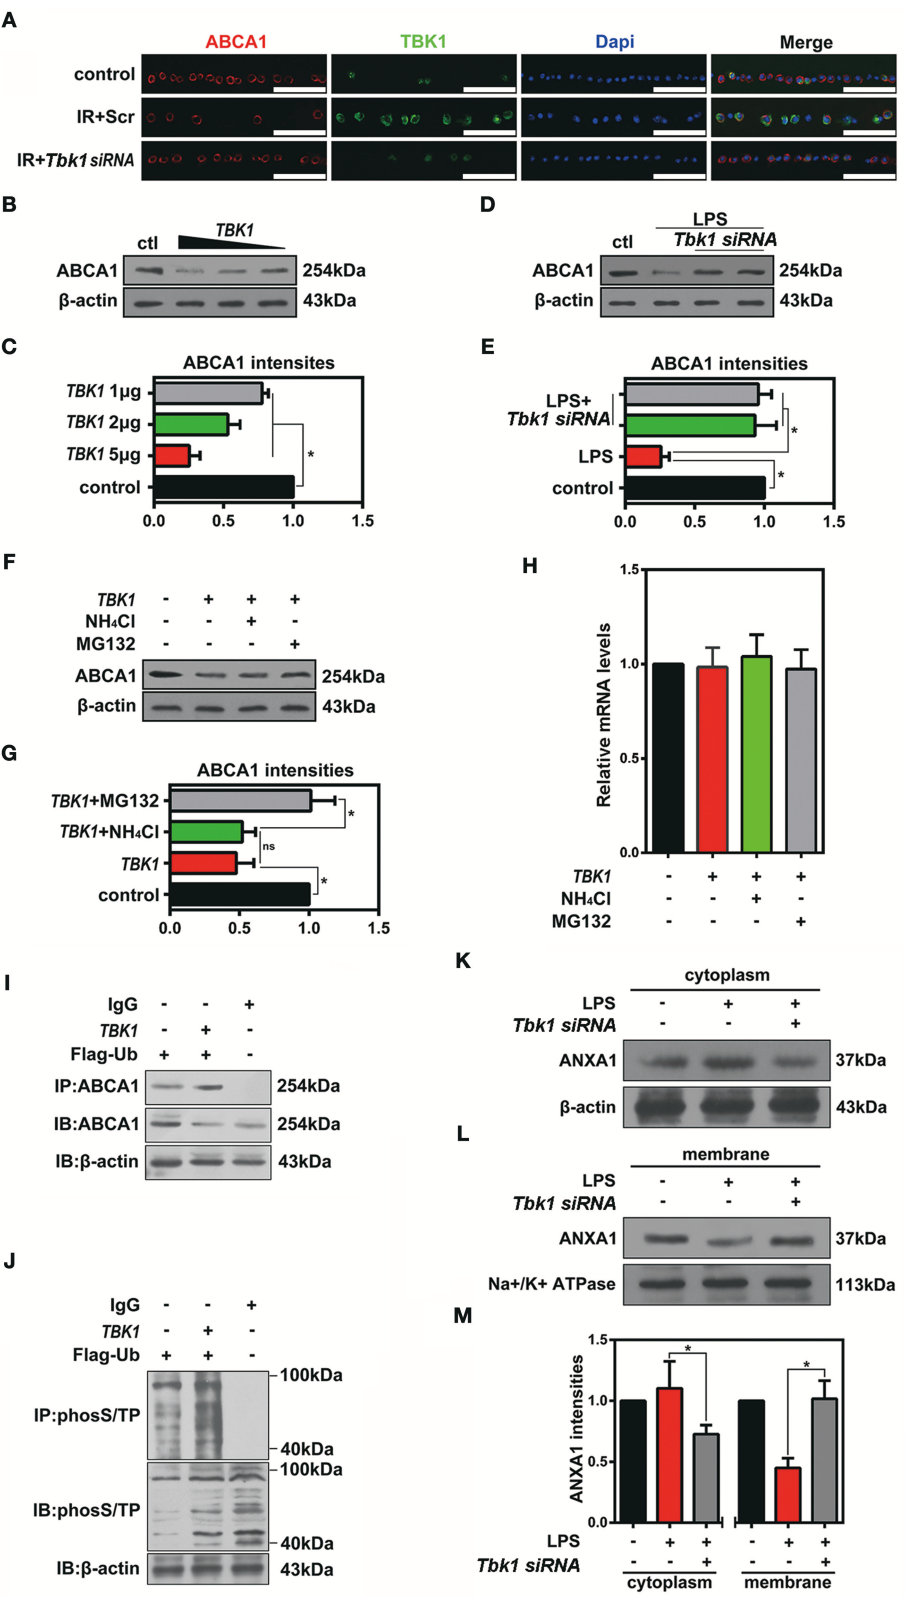 A
ABCA1 TBK1 Dapi Merge
control
IR+Scr
IR+Tbk1 siRNA
B
TBK1
ctl
ABCA1 254kDa
β-actin 43kDa
D
LPS
ctl Tbk1 siRNA
ABCA1 254kDa
β-actin 43kDa
C
ABCA1 intensites
TBK1 1μg
TBK1 2μg
TBK1 5μg
control
*
0.0 0.5 1.0 1.5
E
ABCA1 intensities
LPS+
Tbk1 siRNA
LPS
control
*
*
0.0 0.5 1.0 1.5
F
TBK1 - + + +
NH₄Cl - - + -
MG132 - - - +
ABCA1 254kDa
β-actin 43kDa
G
ABCA1 intensities
TBK1+MG132
TBK1+NH₄Cl
TBK1
control
*
ns
*
0.0 0.5 1.0 1.5
H
Relative mRNA levels
1.5
1.0
0.5
0.0
TBK1 - + + +
NH₄Cl - - + -
MG132 - - - +
I
IgG - - +
TBK1 - + -
Flag-Ub + + -
IP:ABCA1 254kDa
IB:ABCA1 254kDa
IB:β-actin 43kDa
J
IgG - - +
TBK1 - + -
Flag-Ub + + -
100kDa
IP:phosS/TP
40kDa
100kDa
IB:phosS/TP
40kDa
IB:β-actin 43kDa
K
cytoplasm
LPS - + +
Tbk1 siRNA - - +
ANXA1 37kDa
β-actin 43kDa
L
membrane
LPS - + +
Tbk1 siRNA - - +
ANXA1 37kDa
Na+/K+ ATPase 113kDa
M
ANXA1 intensities
1.5
1.0
0.5
0.0
* *
LPS - + + - + +
Tbk1 siRNA - - + - - +
cytoplasm membrane